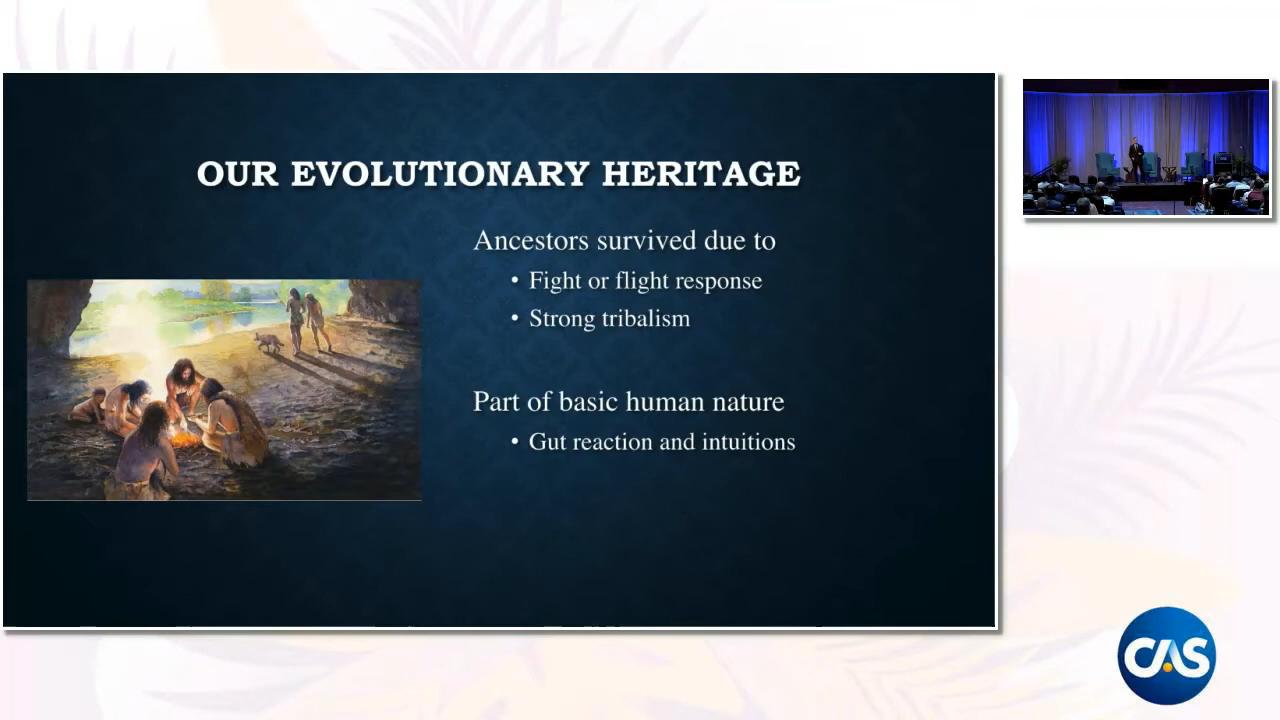 OUR EVOLUTIONARY HERITAGE
Ancestors survived due to
• Fight or flight response
• Strong tribalism
Part of basic human nature
• Gut reaction and intuitions
CAS